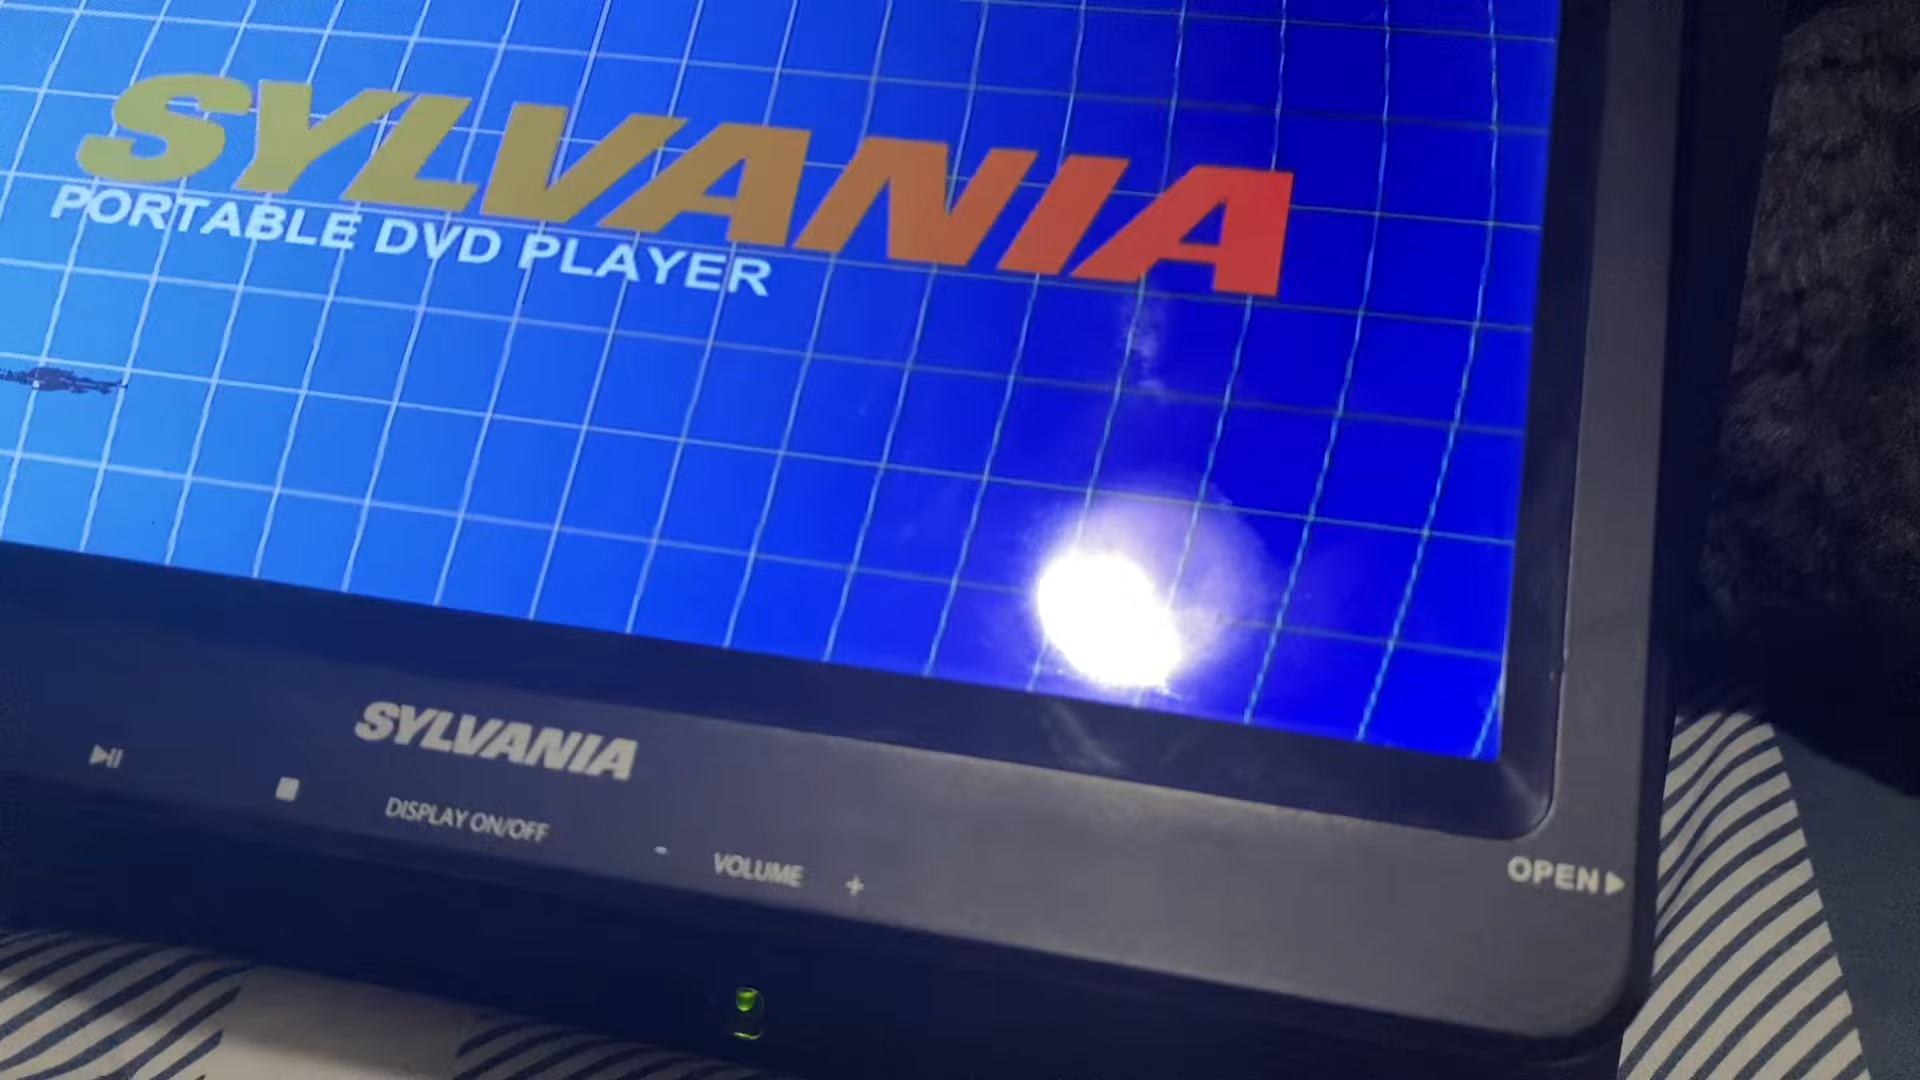 SYLVANIA
PORTABLE DVD PLAYER
SYLVANIA
DISPLAY ON/OFF
- VOLUME +
OPEN